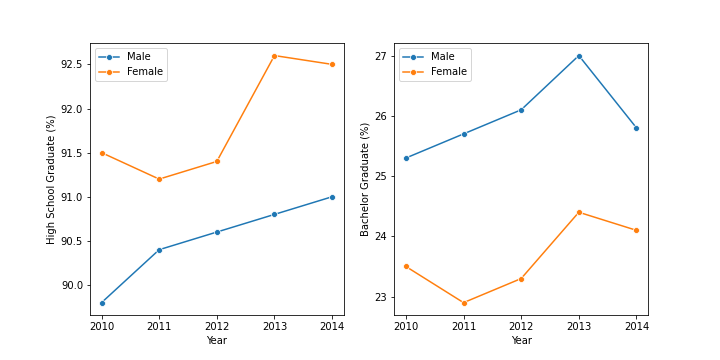 Male
Female
High School Graduate (%)
92.5
92.0
91.5
91.0
90.5
90.0
2010 2011 2012 2013 2014
Year
Male
Female
Bachelor Graduate (%)
27
26
25
24
23
2010 2011 2012 2013 2014
Year